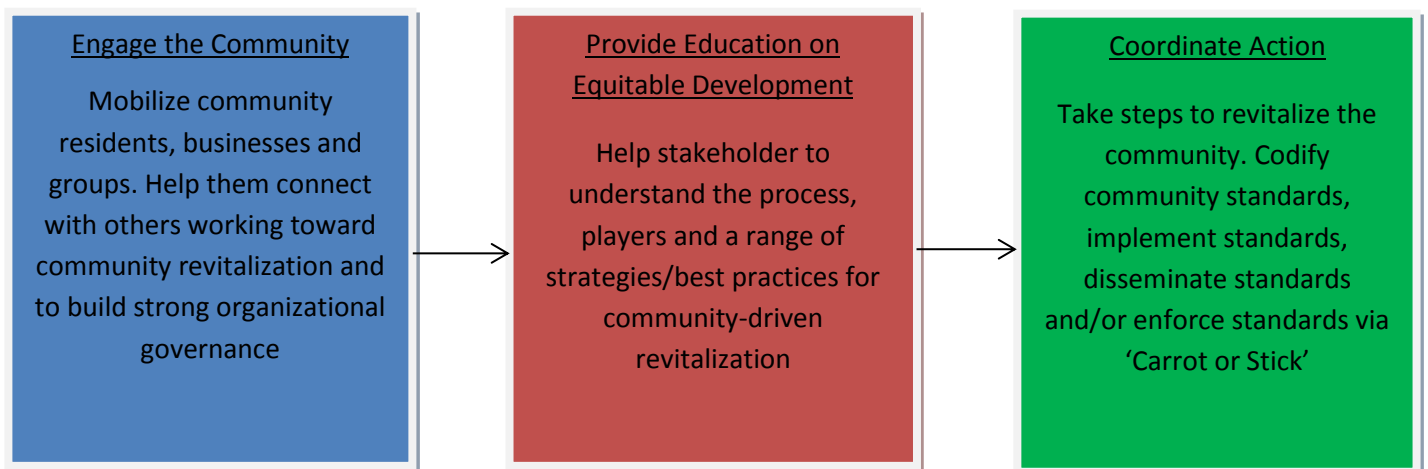 Engage the Community
Mobilize community
residents, businesses and
groups. Help them connect
with others working toward
community revitalization and
to build strong organizational
governance
Provide Education on
Equitable Development
Help stakeholder to
understand the process,
players and a range of
strategies/best practices for
community-driven
revitalization
Coordinate Action
Take steps to revitalize the
community. Codify
community standards,
implement standards,
disseminate standards
and/or enforce standards via
‘Carrot or Stick’